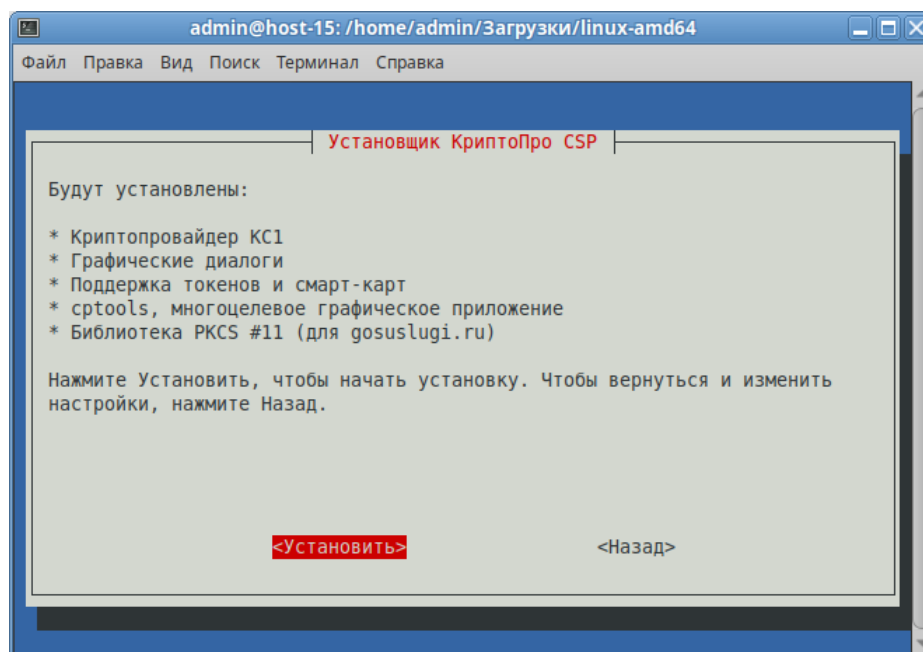 admin@host-15: /home/admin/Загрузки/linux-amd64
Файл Правка Вид Поиск Терминал Справка
Установщик КриптоПро CSP
Будут установлены:
* Криптопровайдер КС1
* Графические диалоги
* Поддержка токенов и смарт-карт
* cptools, многоцелевое графическое приложение
* Библиотека PKCS #11 (для gosuslugi.ru)
Нажмите Установить, чтобы начать установку. Чтобы вернуться и изменить
настройки, нажмите Назад.
<Установить> <Назад>